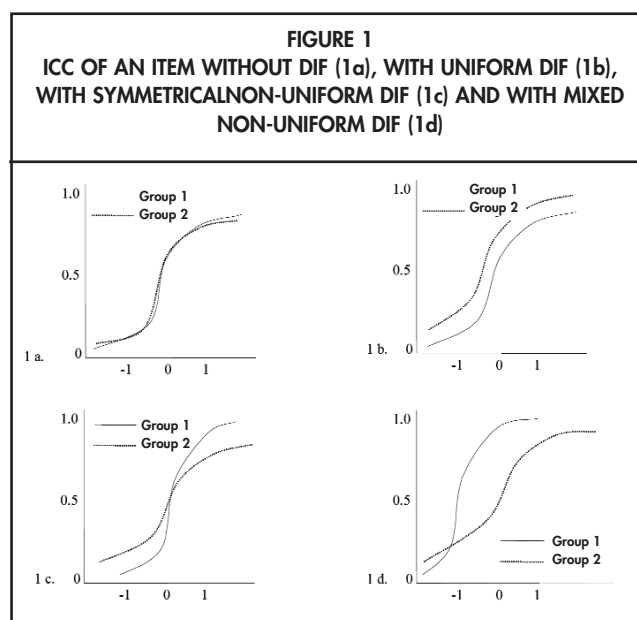 FIGURE 1
ICC OF AN ITEM WITHOUT DIF (1a), WITH UNIFORM DIF (1b),
WITH SYMMETRICALNON-UNIFORM DIF (1c) AND WITH MIXED
NON-UNIFORM DIF (1d)
1.0
Group 1
Group 2
0.5
1 a.
0
-1 0 1
1.0
Group 1
Group 2
0.5
1 b.
0
-1 0 1
1.0
Group 1
Group 2
0.5
1 c.
0
-1 0 1
1.0
0.5
Group 1
Group 2
1 d.
0
-1 0 1